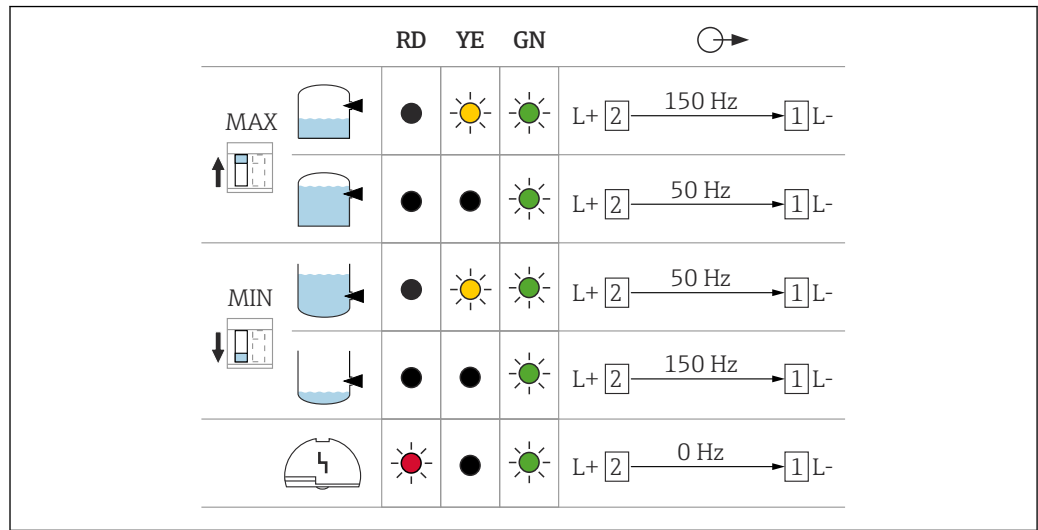 RD YE GN
MAX
L+ 2 150 Hz 1 L-
L+ 2 50 Hz 1 L-
MIN
L+ 2 50 Hz 1 L-
L+ 2 150 Hz 1 L-
L+ 2 0 Hz 1 L-